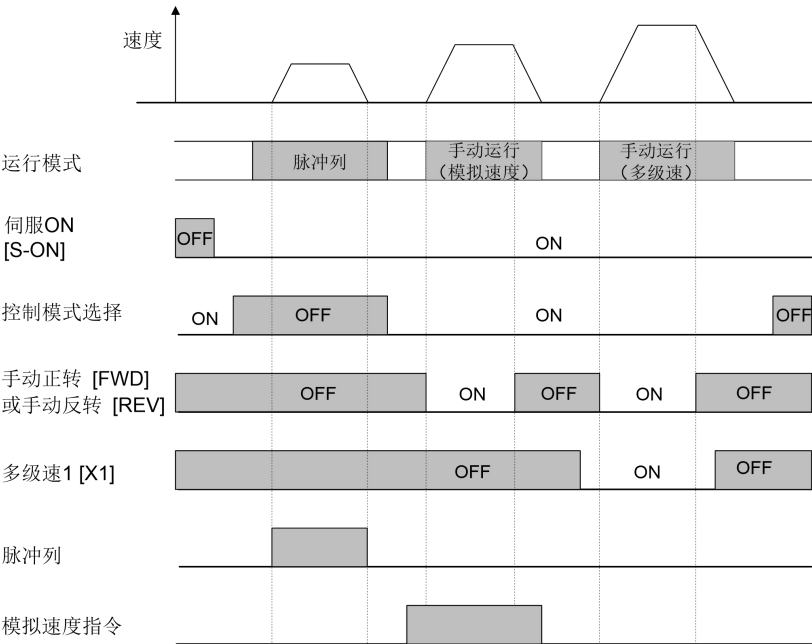 速度
运行模式
脉冲列
手动运行
（模拟速度）
手动运行
（多级速）
伺服ON
[S-ON]
OFF
ON
控制模式选择
ON
OFF
ON
OFF
手动正转 [FWD]
或手动反转 [REV]
OFF
ON
OFF
ON
OFF
多级速1 [X1]
OFF
ON
OFF
脉冲列
模拟速度指令